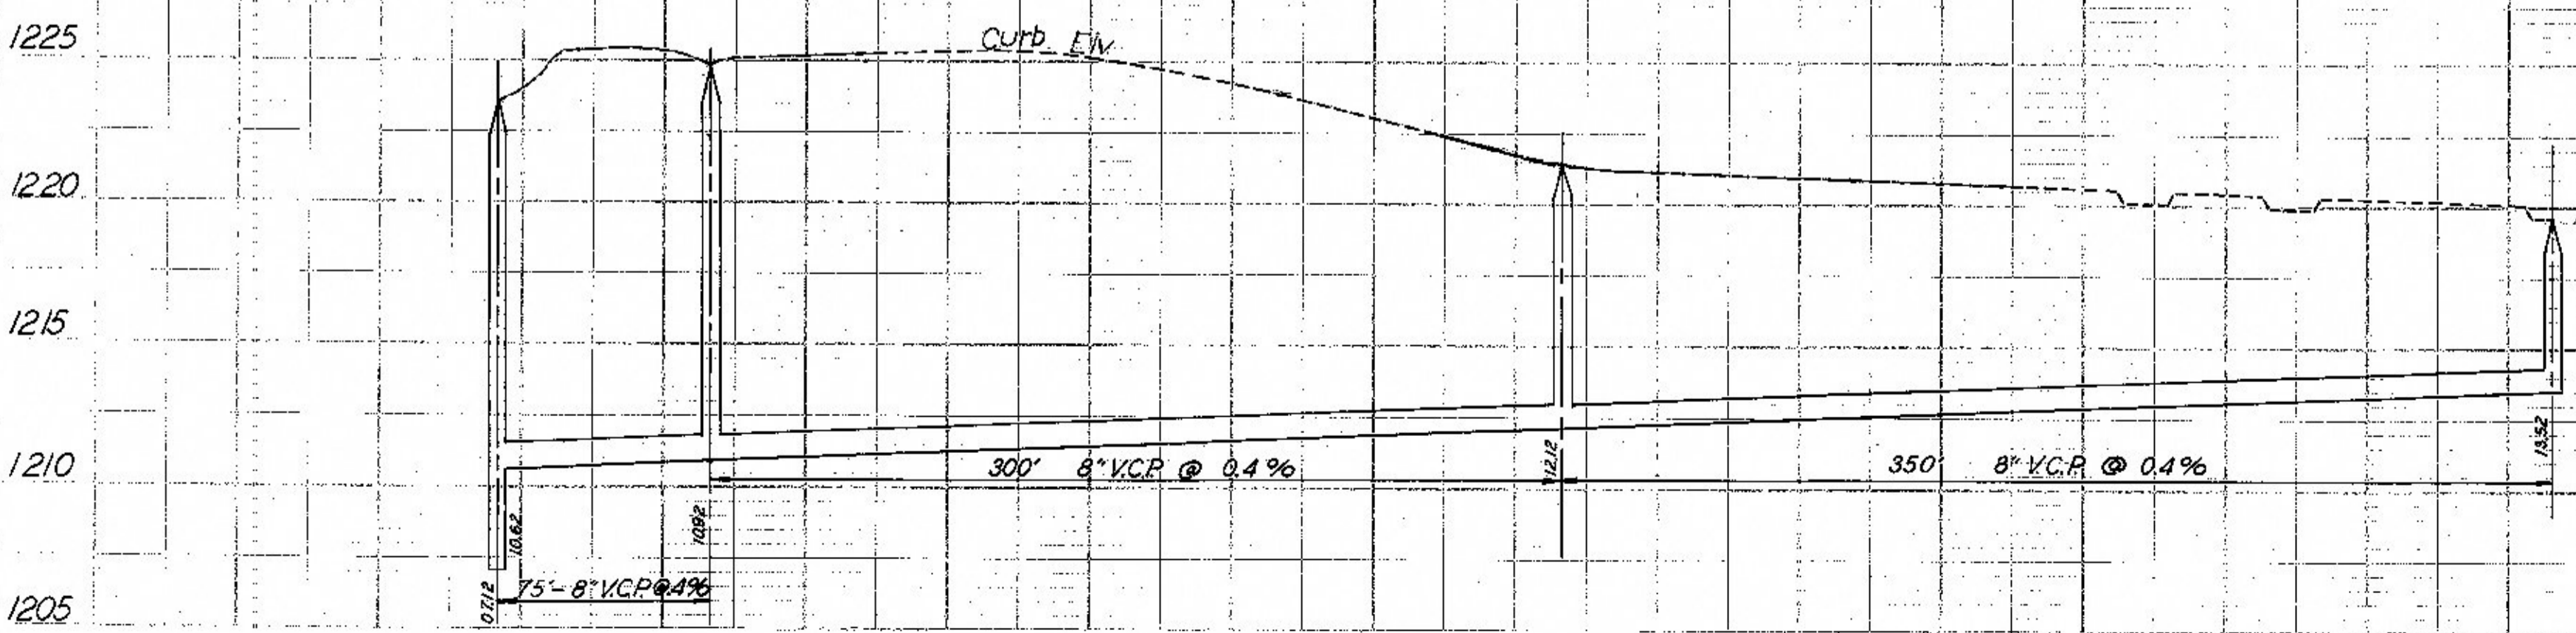 1225
Curb Elv
1220
1215
1210
300' 8" V.C.P. @ 0.4%
12.12
350' 8" V.C.P. @ 0.4%
13.52
10.62
10.92
07.12
75'-8" V.C.P. @.4%
1205